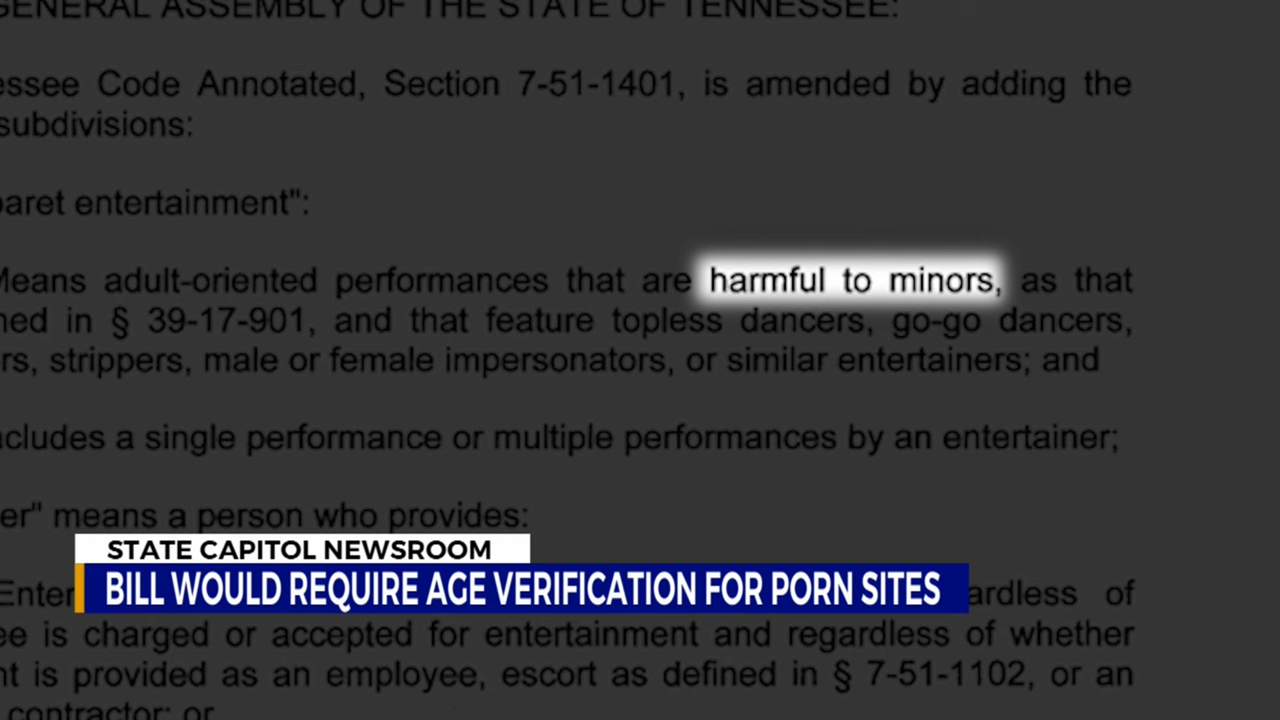 GENERAL ASSEMBLY OF THE STATE OF TENNESSEE:
essee Code Annotated, Section 7-51-1401, is amended by adding the
subdivisions:
aret entertainment":
Means adult-oriented performances that are harmful to minors, as that
ned in § 39-17-901, and that feature topless dancers, go-go dancers,
rs, strippers, male or female impersonators, or similar entertainers; and
ncludes a single performance or multiple performances by an entertainer;
er" means a person who provides:
STATE CAPITOL NEWSROOM
BILL WOULD REQUIRE AGE VERIFICATION FOR PORN SITES
Enter ardless of
ee is charged or accepted for entertainment and regardless of whether
nt is provided as an employee, escort as defined in § 7-51-1102, or an
contractor; or